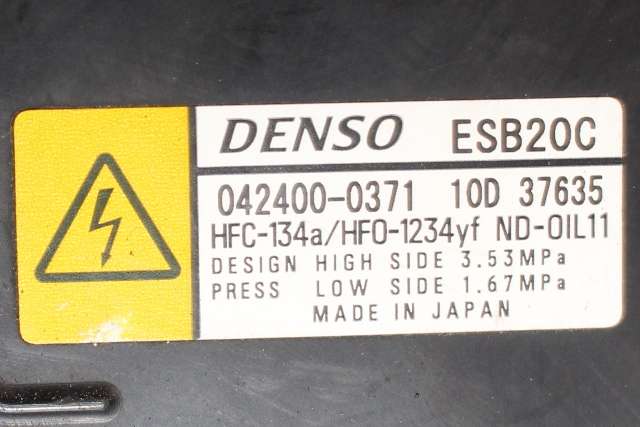 DENSO ESB20C
042400-0371 10D 37635
HFC-134a/HFO-1234yf ND-OIL11
DESIGN HIGH SIDE 3.53MPa
PRESS LOW SIDE 1.67MPa
MADE IN JAPAN